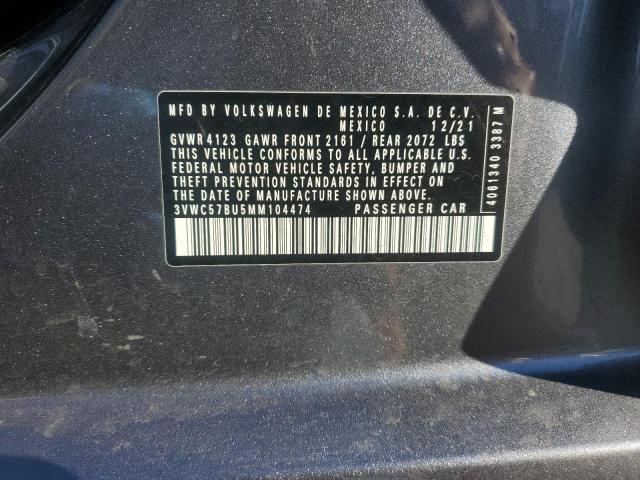 MFD BY VOLKSWAGEN DE MEXICO S.A. DE C.V.
MEXICO 12/21
GVWR 4123 GAWR FRONT 2161 / REAR 2072 LBS
THIS VEHICLE CONFORMS TO ALL APPLICABLE U.S.
FEDERAL MOTOR VEHICLE SAFETY, BUMPER AND
THEFT PREVENTION STANDARDS IN EFFECT ON
THE DATE OF MANUFACTURE SHOWN ABOVE.
3VWC57BU5MM104474 PASSENGER CAR
4061340 3387 M